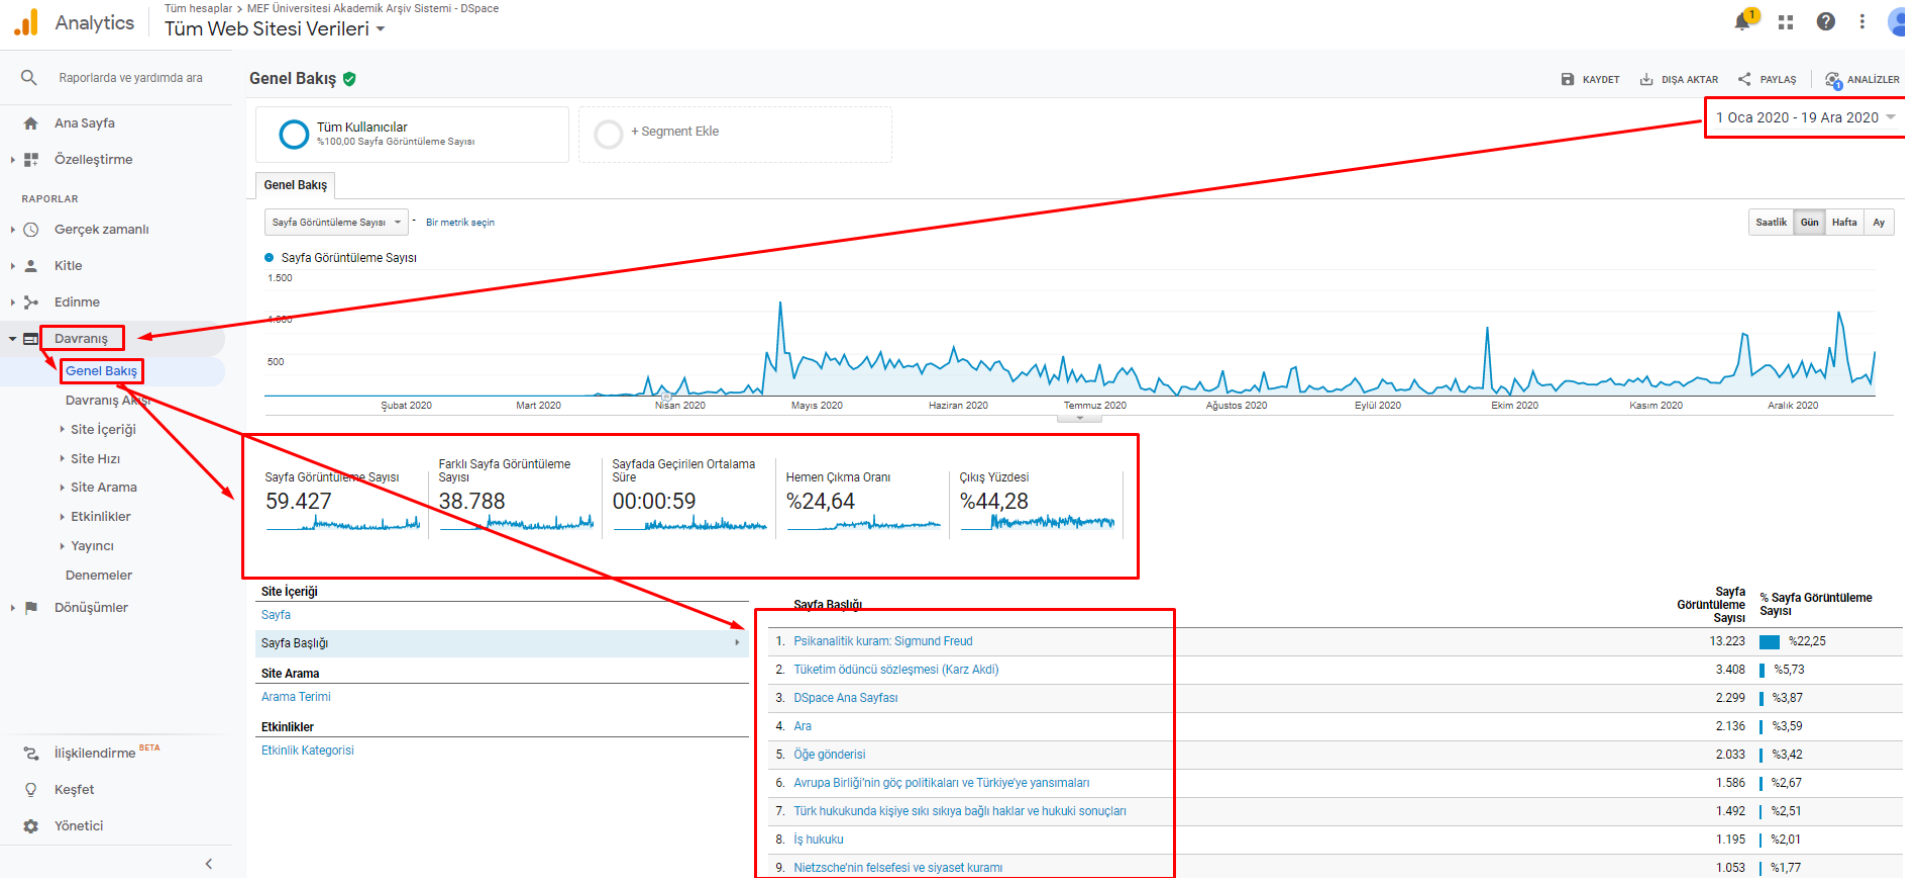 Analytics
Tüm hesaplar > MEF Üniversitesi Akademik Arşiv Sistemi - DSpace
Tüm Web Sitesi Verileri
1
Raporlarda ve yardımda ara
Ana Sayfa
Özelleştirme
RAPORLAR
Gerçek zamanlı
Kitle
Edinme
Davranış
Genel Bakış
Davranış Akışı
Site İçeriği
Site Hızı
Site Arama
Etkinlikler
Yayıncı
Denemeler
Dönüşümler
İlişkilendirme BETA
Keşfet
Yönetici
Genel Bakış
KAYDET
DIŞA AKTAR
PAYLAŞ
1
ANALİZLER
Tüm Kullanıcılar
%100,00 Sayfa Görüntüleme Sayısı
+ Segment Ekle
1 Oca 2020 - 19 Ara 2020
Genel Bakış
Sayfa Görüntüleme Sayısı
- Bir metrik seçin
Saatlik Gün Hafta Ay
Sayfa Görüntüleme Sayısı
1.500
1.000
500
Şubat 2020 Mart 2020 Nisan 2020 Mayıs 2020 Haziran 2020 Temmuz 2020 Ağustos 2020 Eylül 2020 Ekim 2020 Kasım 2020 Aralık 2020
Sayfa Görüntüleme Sayısı
59.427
Farklı Sayfa Görüntüleme
Sayısı
38.788
Sayfada Geçirilen Ortalama
Süre
00:00:59
Hemen Çıkma Oranı
%24,64
Çıkış Yüzdesi
%44,28
Site İçeriği
Sayfa
Sayfa Başlığı
Site Arama
Arama Terimi
Etkinlikler
Etkinlik Kategorisi
Sayfa Başlığı
Sayfa
Görüntüleme
Sayısı
% Sayfa Görüntüleme
Sayısı
1. Psikanalitik kuram: Sigmund Freud 13.223 %22,25
2. Tüketim ödüncü sözleşmesi (Karz Akdi) 3.408 %5,73
3. DSpace Ana Sayfası 2.299 %3,87
4. Ara 2.136 %3,59
5. Öğe gönderisi 2.033 %3,42
6. Avrupa Birliği'nin göç politikaları ve Türkiye'ye yansımaları 1.586 %2,67
7. Türk hukukunda kişiye sıkı sıkıya bağlı haklar ve hukuki sonuçları 1.492 %2,51
8. İş hukuku 1.195 %2,01
9. Nietzsche'nin felsefesi ve siyaset kuramı 1.053 %1,77